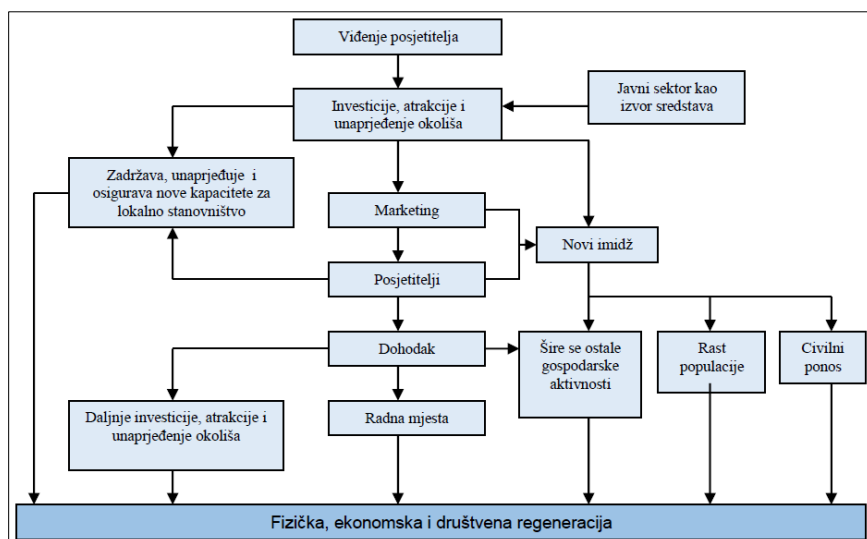 Viđenje posjetitelja
Javni sektor kao
izvor sredstava
Investicije, atrakcije i
unaprjeđenje okoliša
Zadržava, unaprjeđuje i
osigurava nove kapacitete za
lokalno stanovništvo
Marketing
Novi imidž
Posjetitelji
Dohodak
Šire se ostale
gospodarske
aktivnosti
Rast
populacije
Civilni
ponos
Daljnje investicije, atrakcije i
unaprjeđenje okoliša
Radna mjesta
Fizička, ekonomska i društvena regeneracija